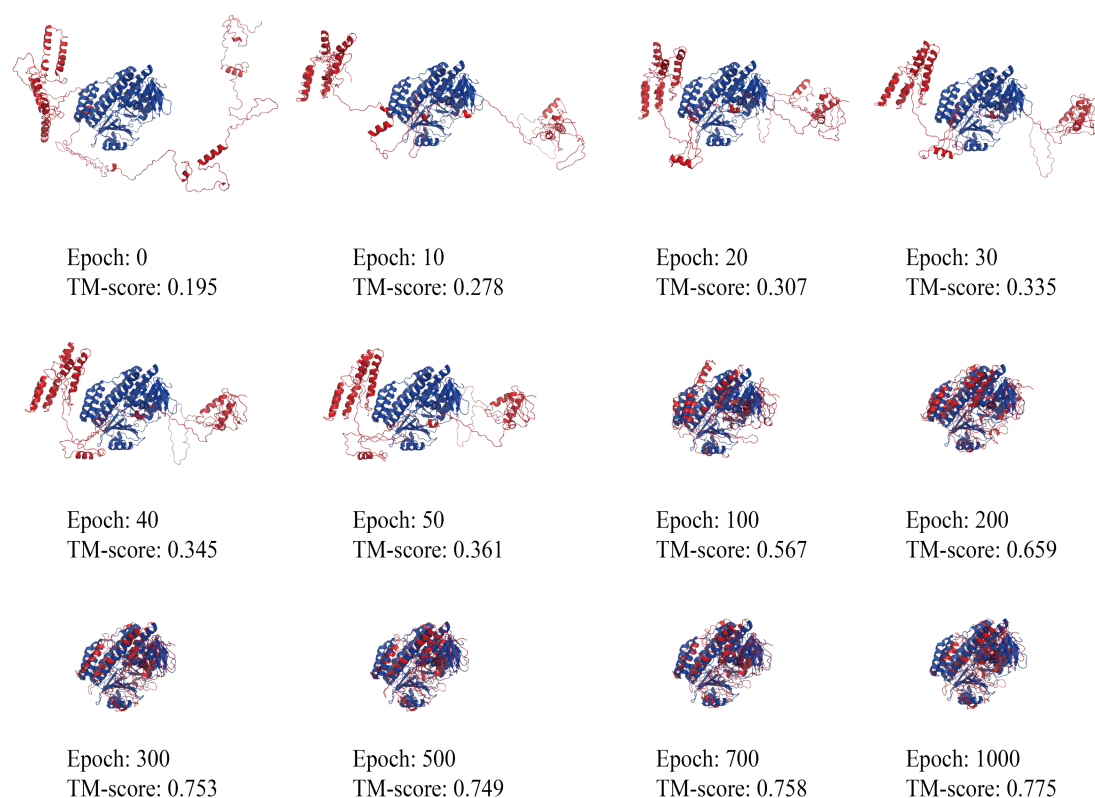 Epoch: 0
TM-score: 0.195
Epoch: 10
TM-score: 0.278
Epoch: 20
TM-score: 0.307
Epoch: 30
TM-score: 0.335
Epoch: 40
TM-score: 0.345
Epoch: 50
TM-score: 0.361
Epoch: 100
TM-score: 0.567
Epoch: 200
TM-score: 0.659
Epoch: 300
TM-score: 0.753
Epoch: 500
TM-score: 0.749
Epoch: 700
TM-score: 0.758
Epoch: 1000
TM-score: 0.775